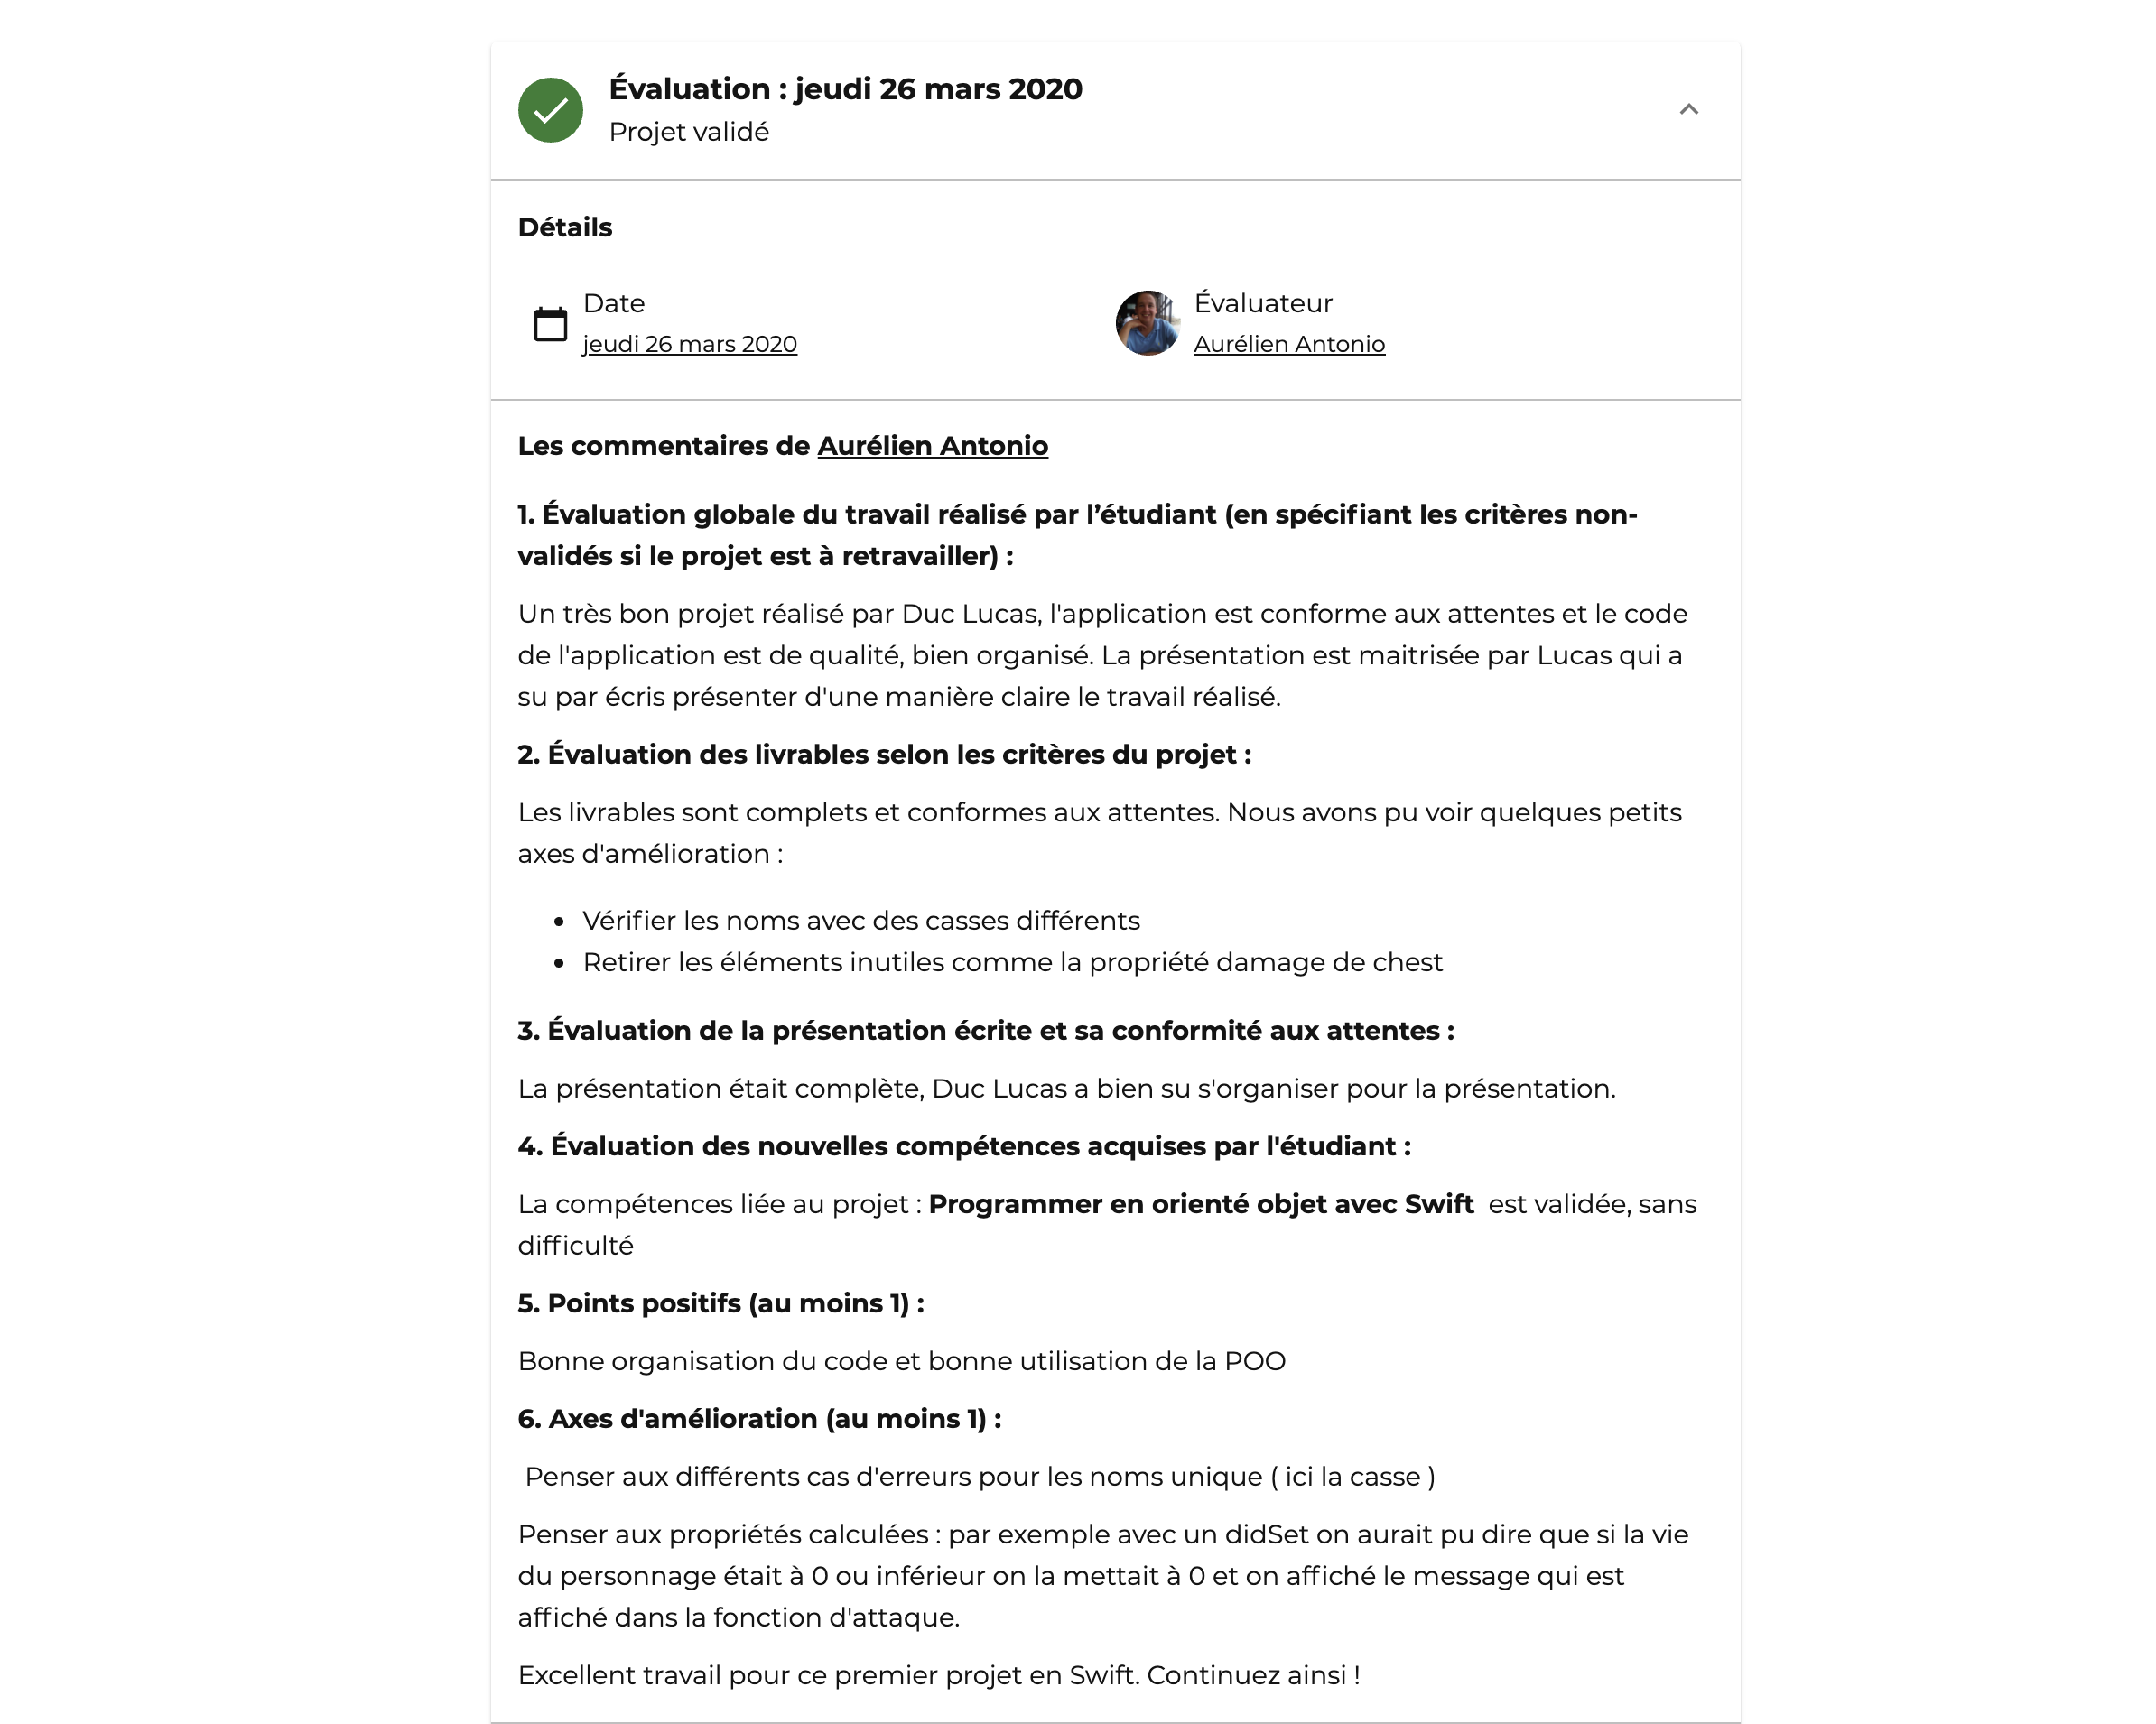 Évaluation : jeudi 26 mars 2020
Projet validé
Détails
Date
jeudi 26 mars 2020
Évaluateur
Aurélien Antonio
Les commentaires de Aurélien Antonio
1. Évaluation globale du travail réalisé par l’étudiant (en spécifiant les critères non-
validés si le projet est à retravailler) :
Un très bon projet réalisé par Duc Lucas, l'application est conforme aux attentes et le code
de l'application est de qualité, bien organisé. La présentation est maitrisée par Lucas qui a
su par écris présenter d'une manière claire le travail réalisé.
2. Évaluation des livrables selon les critères du projet :
Les livrables sont complets et conformes aux attentes. Nous avons pu voir quelques petits
axes d'amélioration :
• Vérifier les noms avec des casses différents
• Retirer les éléments inutiles comme la propriété damage de chest
3. Évaluation de la présentation écrite et sa conformité aux attentes :
La présentation était complète, Duc Lucas a bien su s'organiser pour la présentation.
4. Évaluation des nouvelles compétences acquises par l'étudiant :
La compétences liée au projet : Programmer en orienté objet avec Swift est validée, sans
difficulté
5. Points positifs (au moins 1) :
Bonne organisation du code et bonne utilisation de la POO
6. Axes d'amélioration (au moins 1) :
Penser aux différents cas d'erreurs pour les noms unique ( ici la casse )
Penser aux propriétés calculées : par exemple avec un didSet on aurait pu dire que si la vie
du personnage était à 0 ou inférieur on la mettait à 0 et on affiché le message qui est
affiché dans la fonction d'attaque.
Excellent travail pour ce premier projet en Swift. Continuez ainsi !